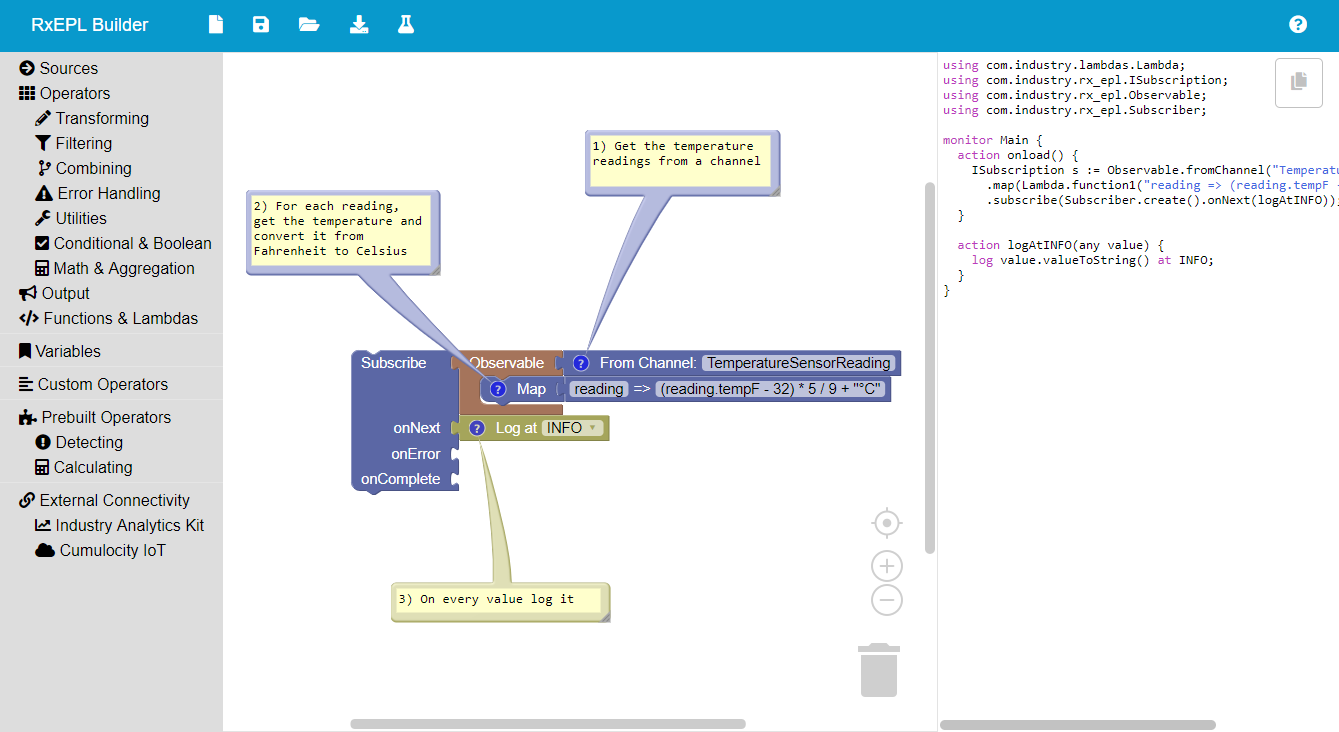 RxEPL Builder
Sources
Operators
Transforming
Filtering
Combining
Error Handling
Utilities
Conditional & Boolean
Math & Aggregation
Output
Functions & Lambdas
Variables
Custom Operators
Prebuilt Operators
Detecting
Calculating
External Connectivity
Industry Analytics Kit
Cumulocity IoT
1) Get the temperature
readings from a channel
2) For each reading,
get the temperature and
convert it from
Fahrenheit to Celsius
Subscribe Observable ? From Channel: TemperatureSensorReading
? Map reading => (reading.tempF - 32) * 5 / 9 + "°C"
onNext ? Log at INFO
onError
onComplete
3) On every value log it
using com.industry.lambdas.Lambda;
using com.industry.rx_epl.ISubscription;
using com.industry.rx_epl.Observable;
using com.industry.rx_epl.Subscriber;
monitor Main {
action onload() {
ISubscription s := Observable.fromChannel("Temperatu
.map(Lambda.function1("reading => (reading.tempF -
.subscribe(Subscriber.create().onNext(logAtINFO));
}
action logAtINFO(any value) {
log value.valueToString() at INFO;
}
}